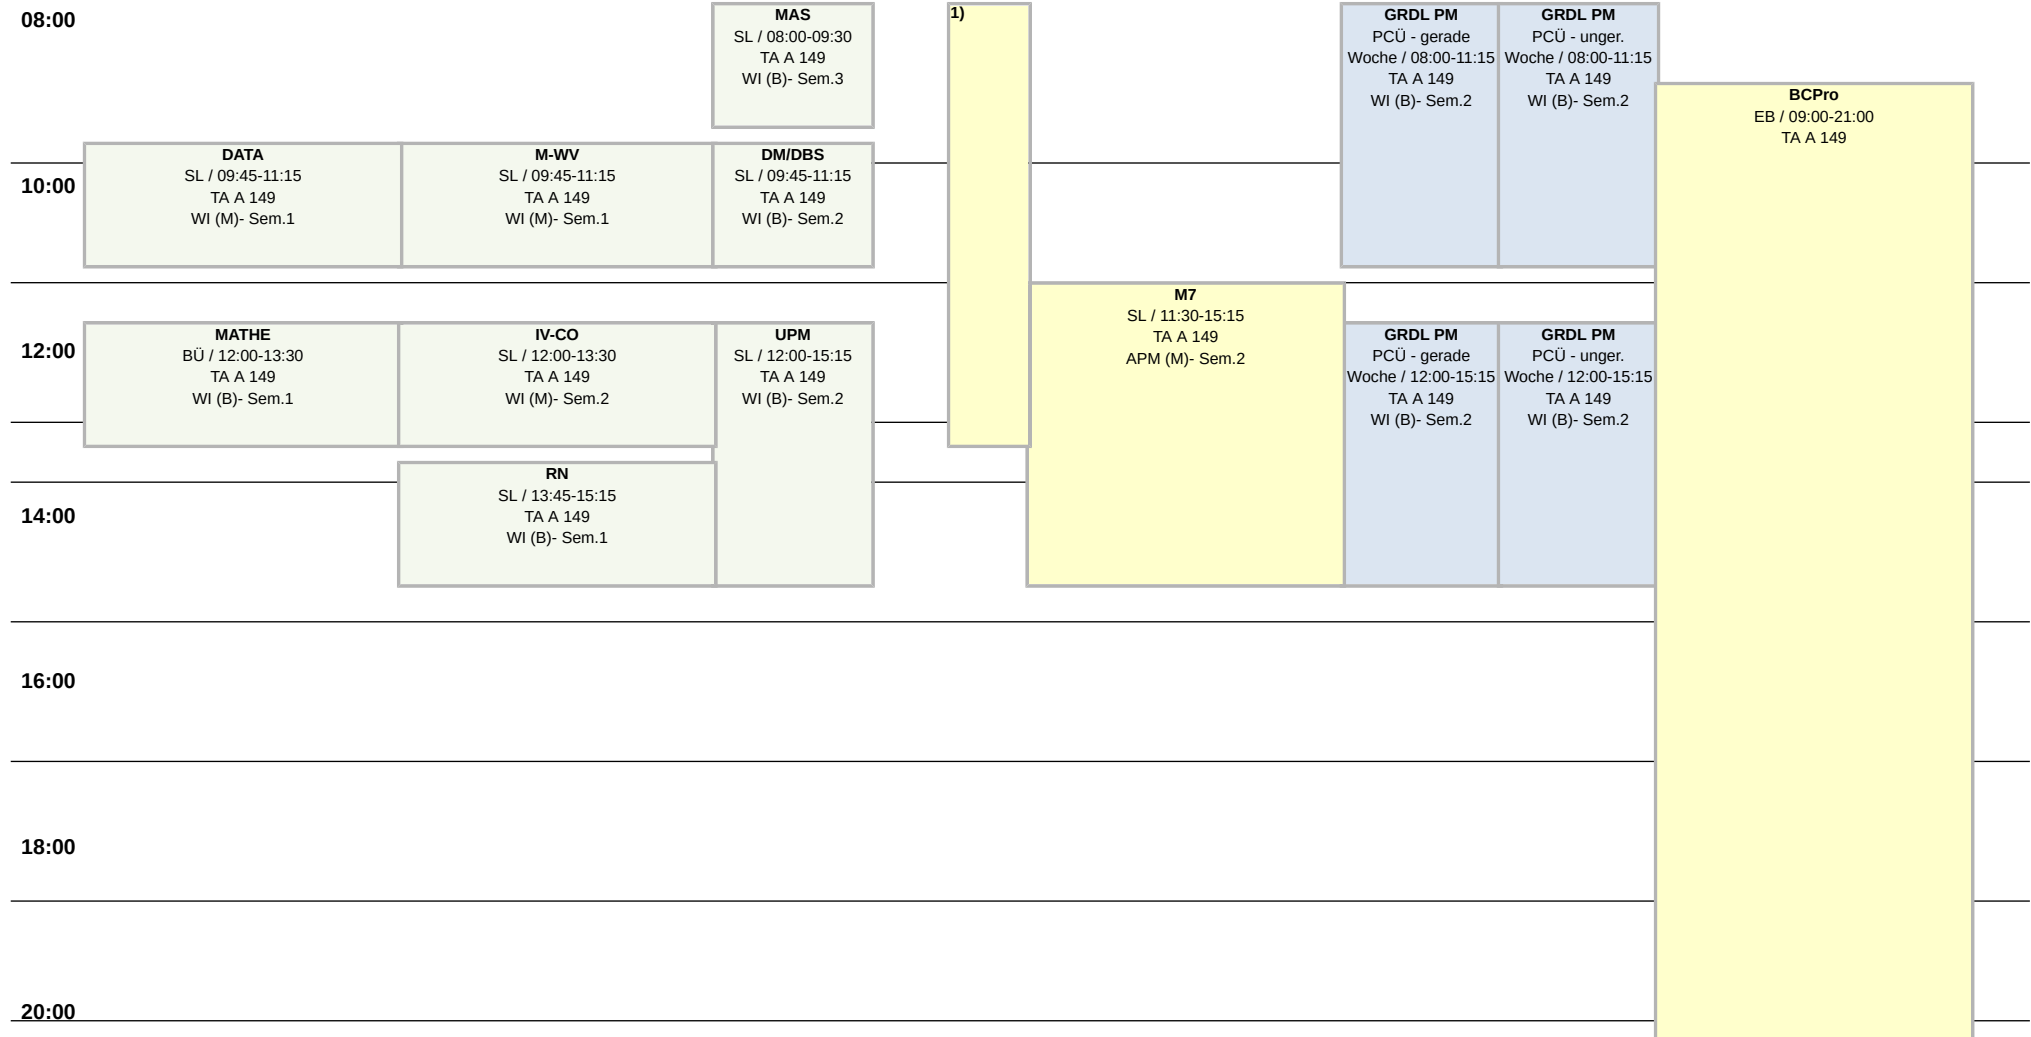 08:00
MAS
SL / 08:00-09:30
TA A 149
WI (B)- Sem.3
1)
GRDL PM
PCÜ - gerade
Woche / 08:00-11:15
TA A 149
WI (B)- Sem.2
GRDL PM
PCÜ - unger.
Woche / 08:00-11:15
TA A 149
WI (B)- Sem.2
BCPro
EB / 09:00-21:00
TA A 149
10:00
DATA
SL / 09:45-11:15
TA A 149
WI (M)- Sem.1
M-WV
SL / 09:45-11:15
TA A 149
WI (M)- Sem.1
DM/DBS
SL / 09:45-11:15
TA A 149
WI (B)- Sem.2
M7
SL / 11:30-15:15
TA A 149
APM (M)- Sem.2
12:00
MATHE
BÜ / 12:00-13:30
TA A 149
WI (B)- Sem.1
IV-CO
SL / 12:00-13:30
TA A 149
WI (M)- Sem.2
UPM
SL / 12:00-15:15
TA A 149
WI (B)- Sem.2
GRDL PM
PCÜ - gerade
Woche / 12:00-15:15
TA A 149
WI (B)- Sem.2
GRDL PM
PCÜ - unger.
Woche / 12:00-15:15
TA A 149
WI (B)- Sem.2
RN
SL / 13:45-15:15
TA A 149
WI (B)- Sem.1
14:00
16:00
18:00
20:00